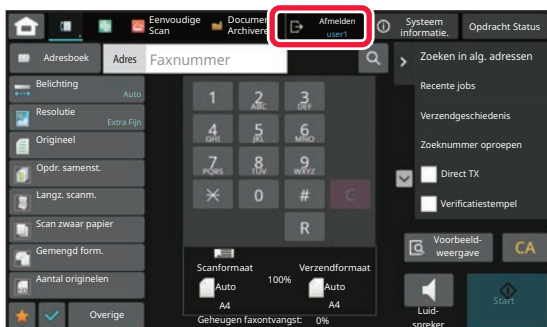 Eenvoudige
Scan
Documen
Archivere
Afmelden
user1
Systeem
informatie.
Opdracht Status
Adresboek
Adres
Faxnummer
Zoeken in alg. adressen
Belichting
Auto
Resolutie
Extra Fijn
Origineel
Opdr. samenst.
Langz. scanm.
Scan zwaar papier
Gemengd form.
Aantal originelen
Overige
1
2
ABC
3
DEF
4
GHI
5
JKL
6
MNO
7
PQRS
8
TUV
9
WXYZ
0
#
C
R
Scanformaat
100%
Verzendformaat
Auto
Auto
A4
A4
Geheugen faxontvangst: 0%
Recente jobs
Verzendgeschiedenis
Zoeknummer oproepen
Direct TX
Verificatiestempel
Voorbeeld-
weergave
CA
Luid-
spreker
Start